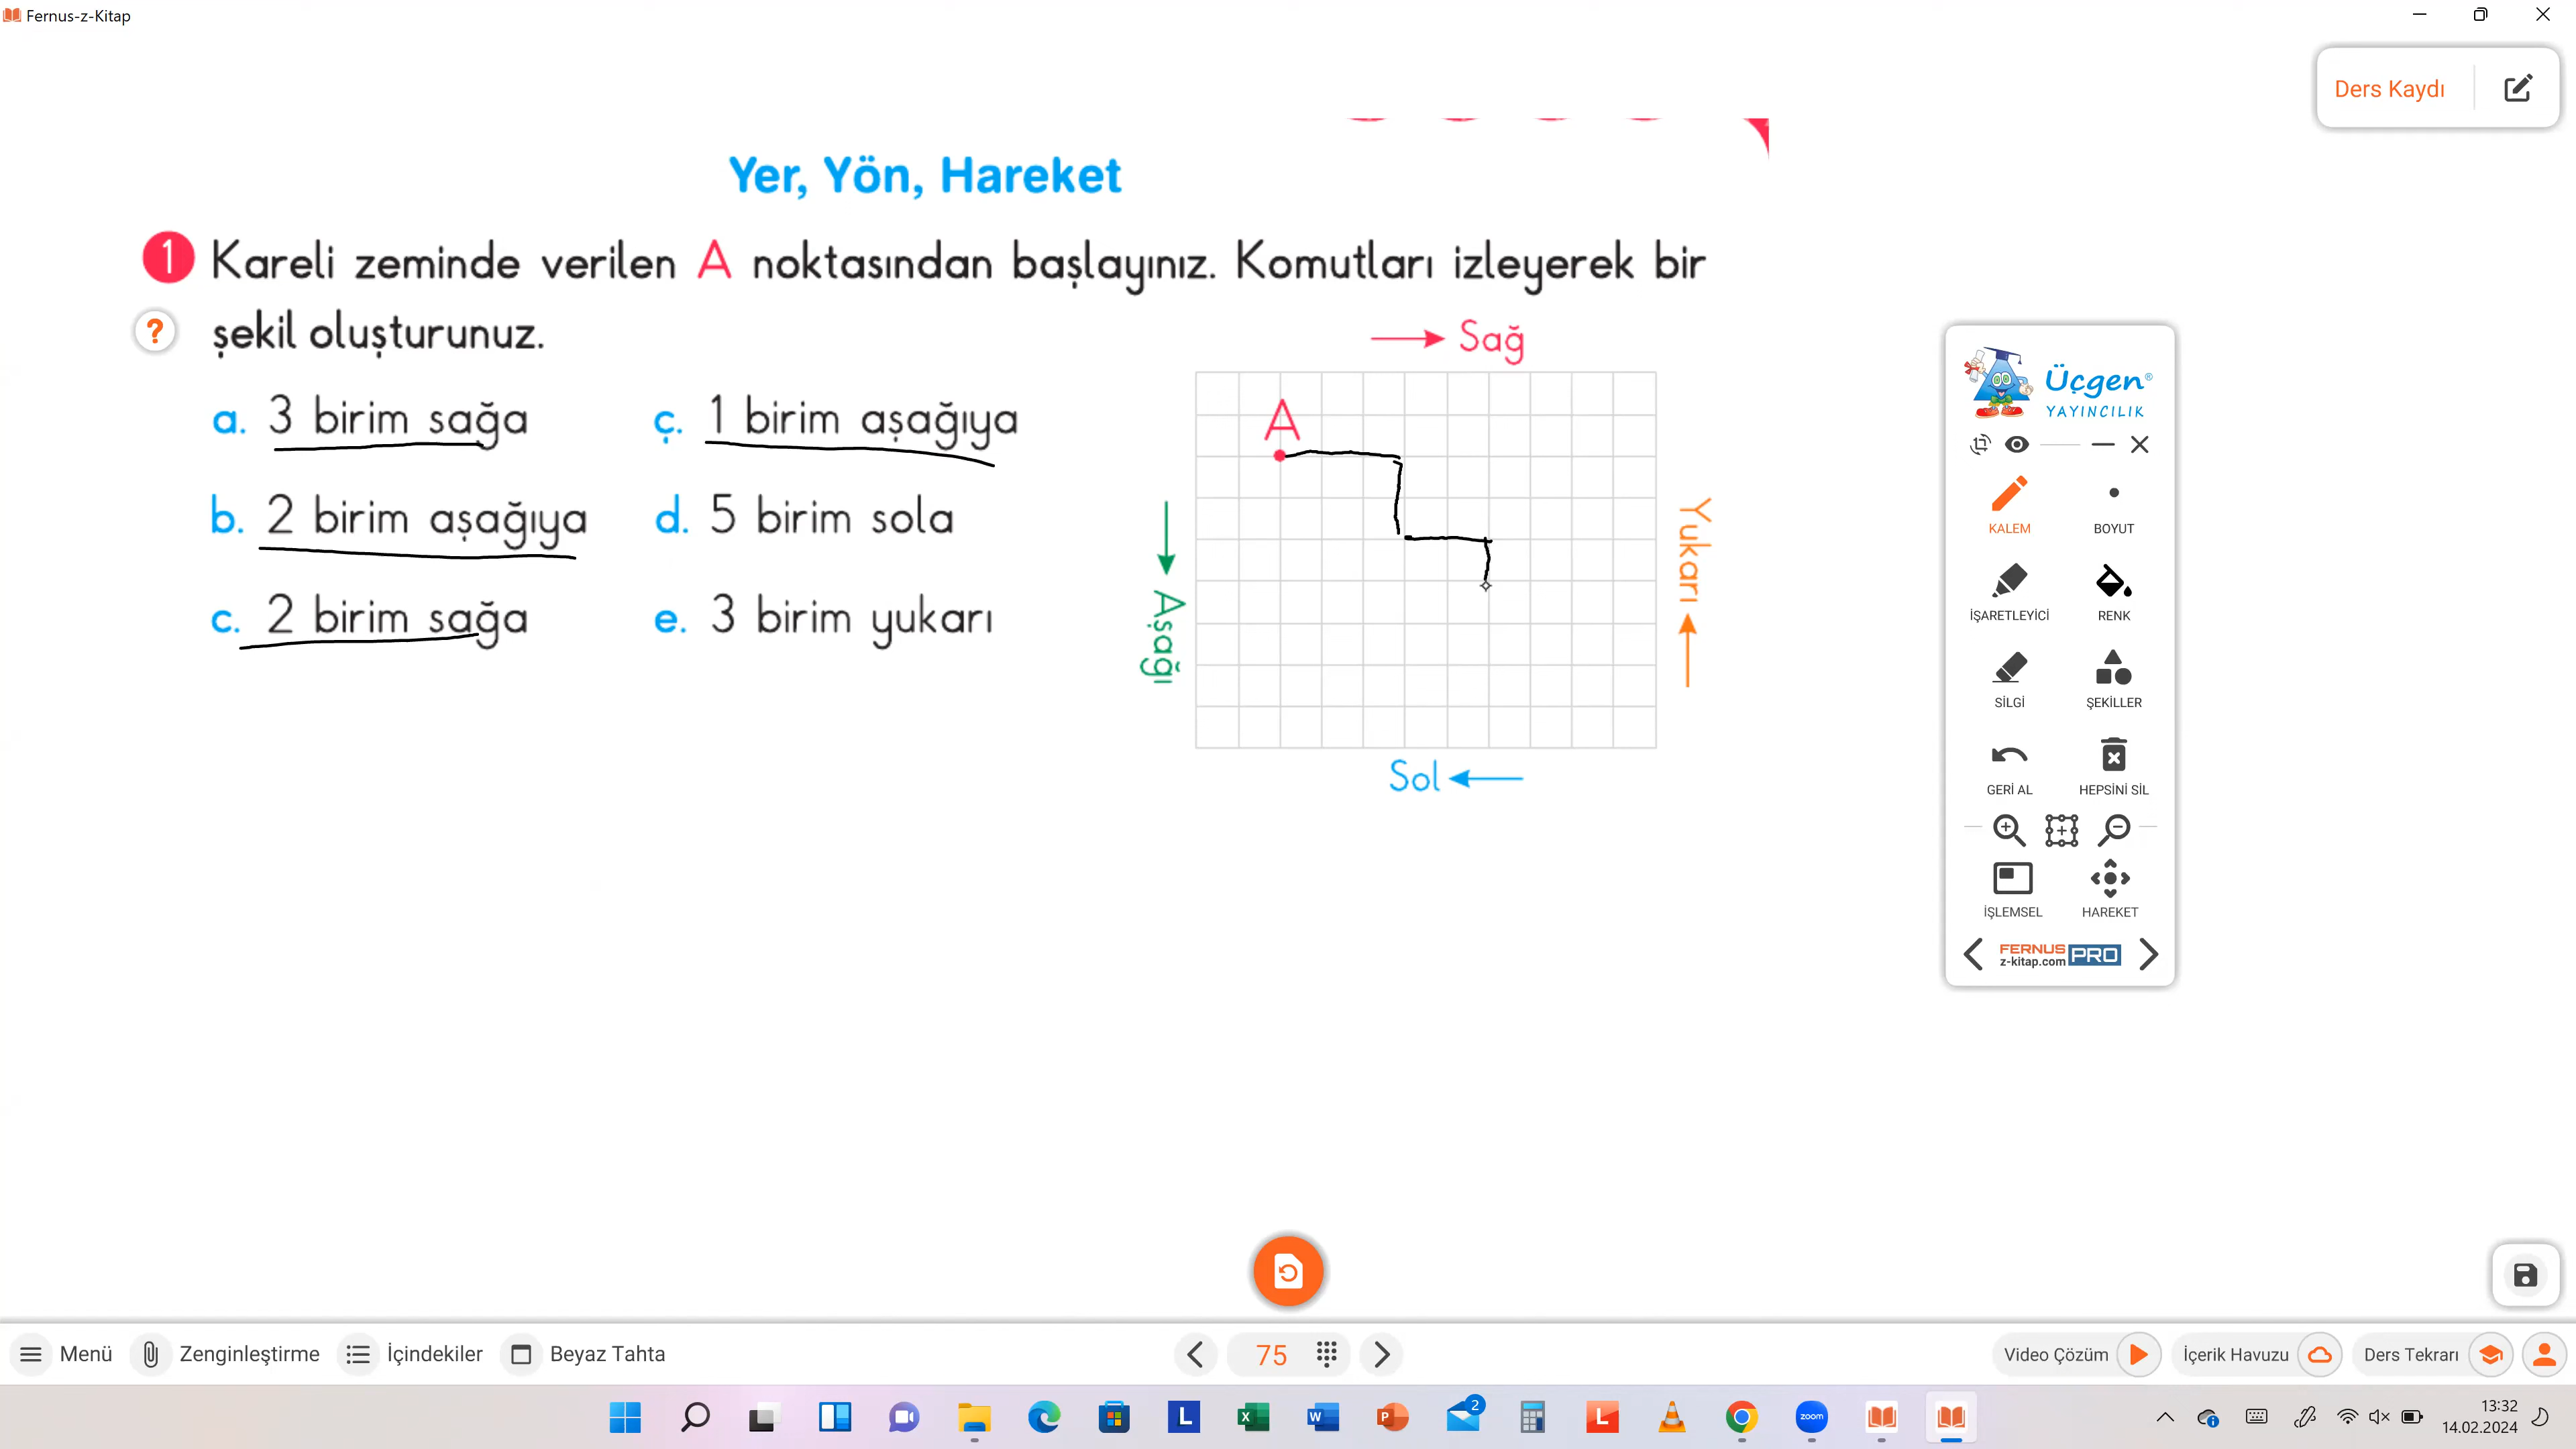 Fernus-z-Kitap
Ders Kaydı
Yer, Yön, Hareket
1 Kareli zeminde verilen A noktasından başlayınız. Komutları izleyerek bir
? şekil oluşturunuz.
a. 3 birim sağa
b. 2 birim aşağıya
c. 2 birim sağa
ç. 1 birim aşağıya
d. 5 birim sola
e. 3 birim yukarı
Sağ
A
Aşağı
Yukarı
Sol
Üçgen®
YAYINCILIK
KALEM BOYUT
İŞARETLEYİCİ RENK
SİLGİ ŞEKİLLER
GERİ AL HEPSİNİ SİL
İŞLEMSEL HAREKET
FERNUS PRO
z-kitap.com
Menü Zenginleştirme İçindekiler Beyaz Tahta 75 Video Çözüm İçerik Havuzu Ders Tekrarı
L X W P 2 L zoom
13:32
14.02.2024